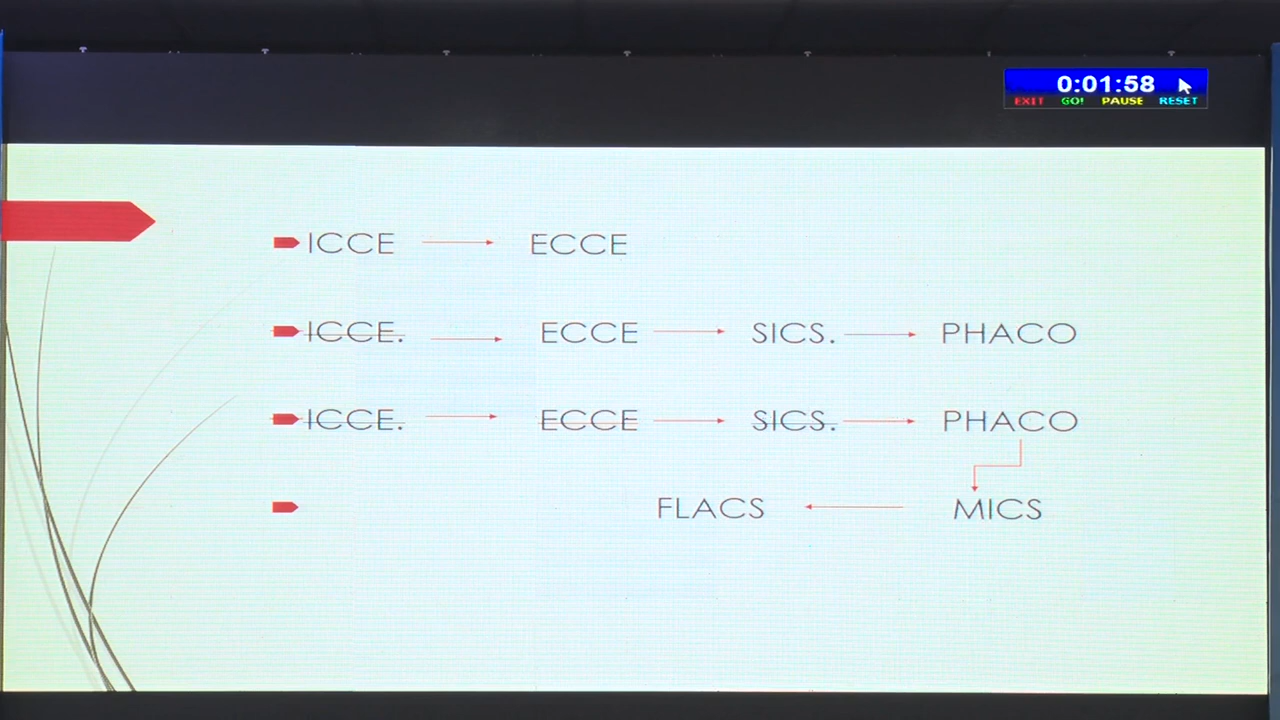 0:01:58
EXIT GO! PAUSE RESET
ICCE ECCE
ICCE. ECCE SICS. PHACO
ICCE. ECCE SICS. PHACO
FLACS MICS